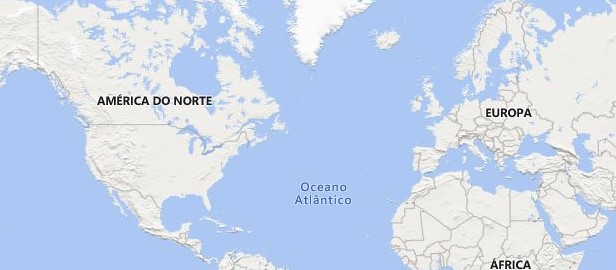 AMÉRICA DO NORTE
EUROPA
Oceano
Atlântico
ÁFRICA